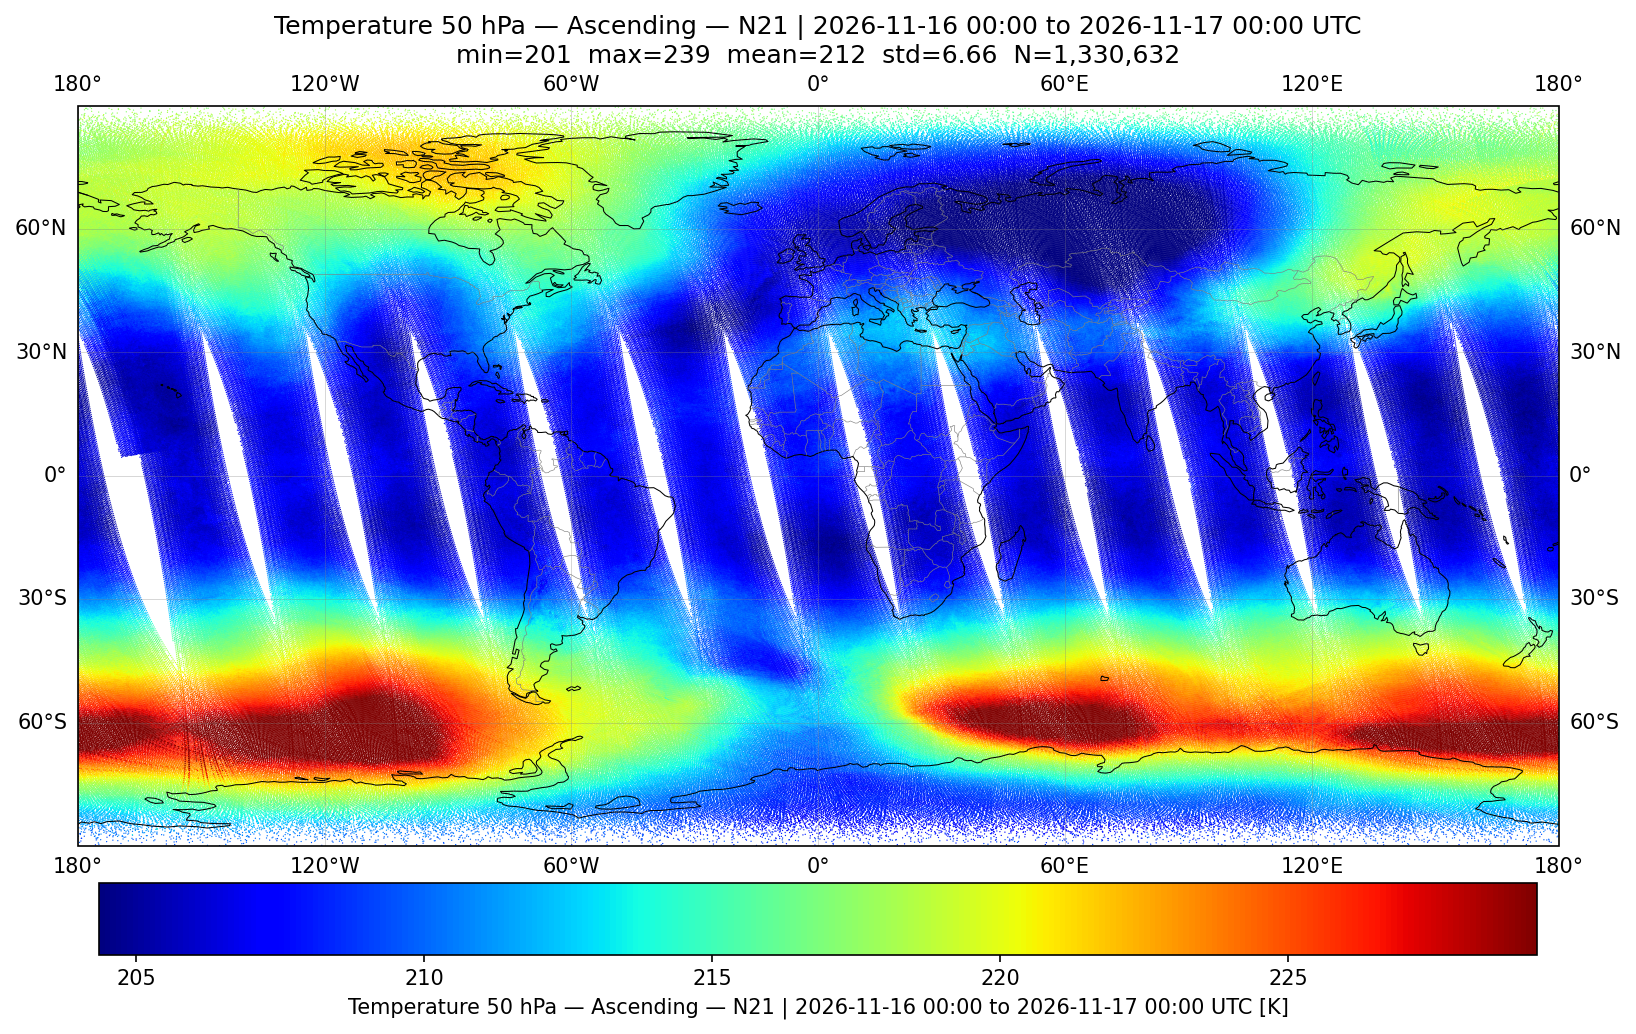 Temperature 50 hPa — Ascending — N21 | 2026-11-16 00:00 to 2026-11-17 00:00 UTC
min=201  max=239  mean=212  std=6.66  N=1,330,632
180° 120°W 60°W 0° 60°E 120°E 180°
60°N 60°N
30°N 30°N
0° 0°
30°S 30°S
60°S 60°S
180° 120°W 60°W 0° 60°E 120°E 180°
205 210 215 220 225
Temperature 50 hPa — Ascending — N21 | 2026-11-16 00:00 to 2026-11-17 00:00 UTC [K]